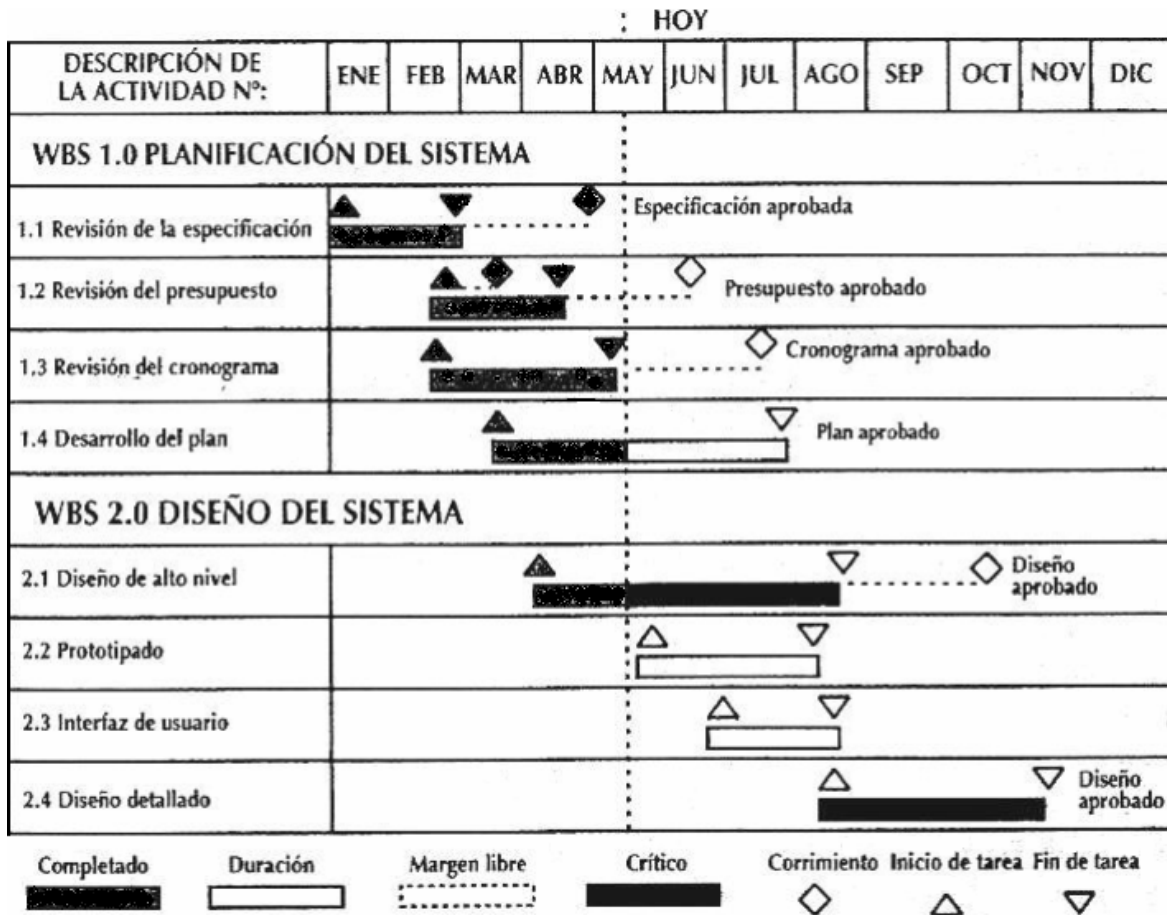 HOY
DESCRIPCIÓN DE
LA ACTIVIDAD Nº:
ENE FEB MAR ABR MAY JUN JUL AGO SEP OCT NOV DIC
WBS 1.0 PLANIFICACIÓN DEL SISTEMA
1.1 Revisión de la especificación
Especificación aprobada
1.2 Revisión del presupuesto
Presupuesto aprobado
1.3 Revisión del cronograma
Cronograma aprobado
1.4 Desarrollo del plan
Plan aprobado
WBS 2.0 DISEÑO DEL SISTEMA
2.1 Diseño de alto nivel
Diseño
aprobado
2.2 Prototipado
2.3 Interfaz de usuario
2.4 Diseño detallado
Diseño
aprobado
Completado Duración Margen libre Crítico Corrimiento Inicio de tarea Fin de tarea